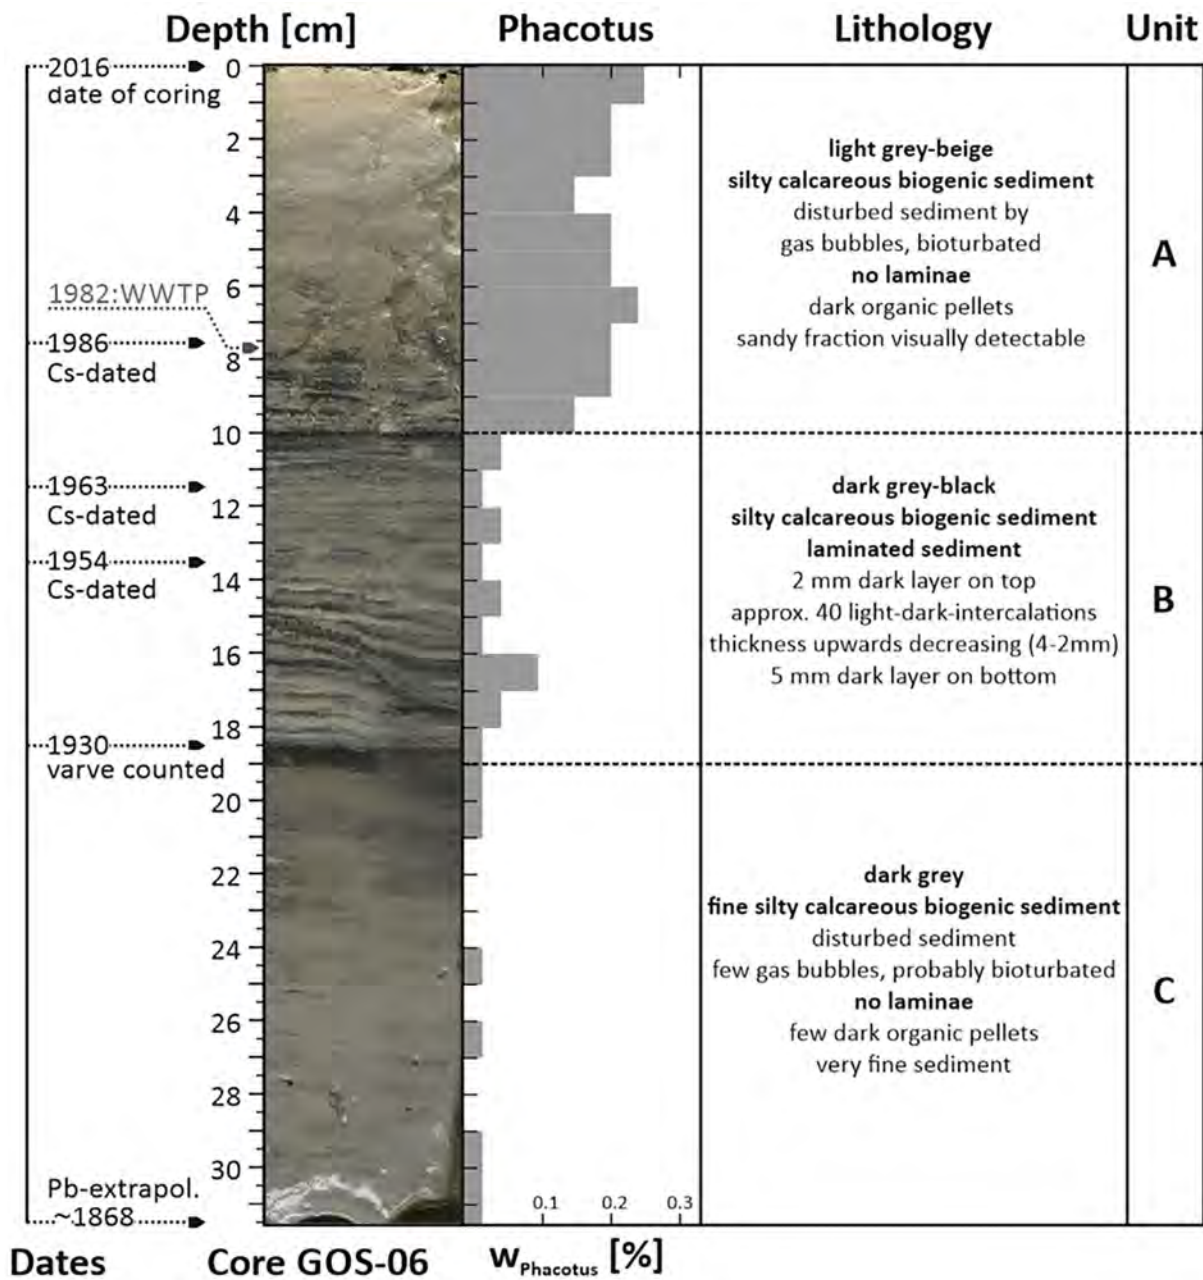 Depth [cm] Phacotus Lithology Unit
2016
date of coring
1982:WWTP
1986
Cs-dated
1963
Cs-dated
1954
Cs-dated
1930
varve counted
Pb-extrapol.
~1868
0
2
4
6
8
10
12
14
16
18
20
22
24
26
28
30
0.1 0.2 0.3
light grey-beige
silty calcareous biogenic sediment
disturbed sediment by
gas bubbles, bioturbated
no laminae
dark organic pellets
sandy fraction visually detectable
A
dark grey-black
silty calcareous biogenic sediment
laminated sediment
2 mm dark layer on top
approx. 40 light-dark-intercalations
thickness upwards decreasing (4-2mm)
5 mm dark layer on bottom
B
dark grey
fine silty calcareous biogenic sediment
disturbed sediment
few gas bubbles, probably bioturbated
no laminae
few dark organic pellets
very fine sediment
C
Dates Core GOS-06 wPhacotus [%]